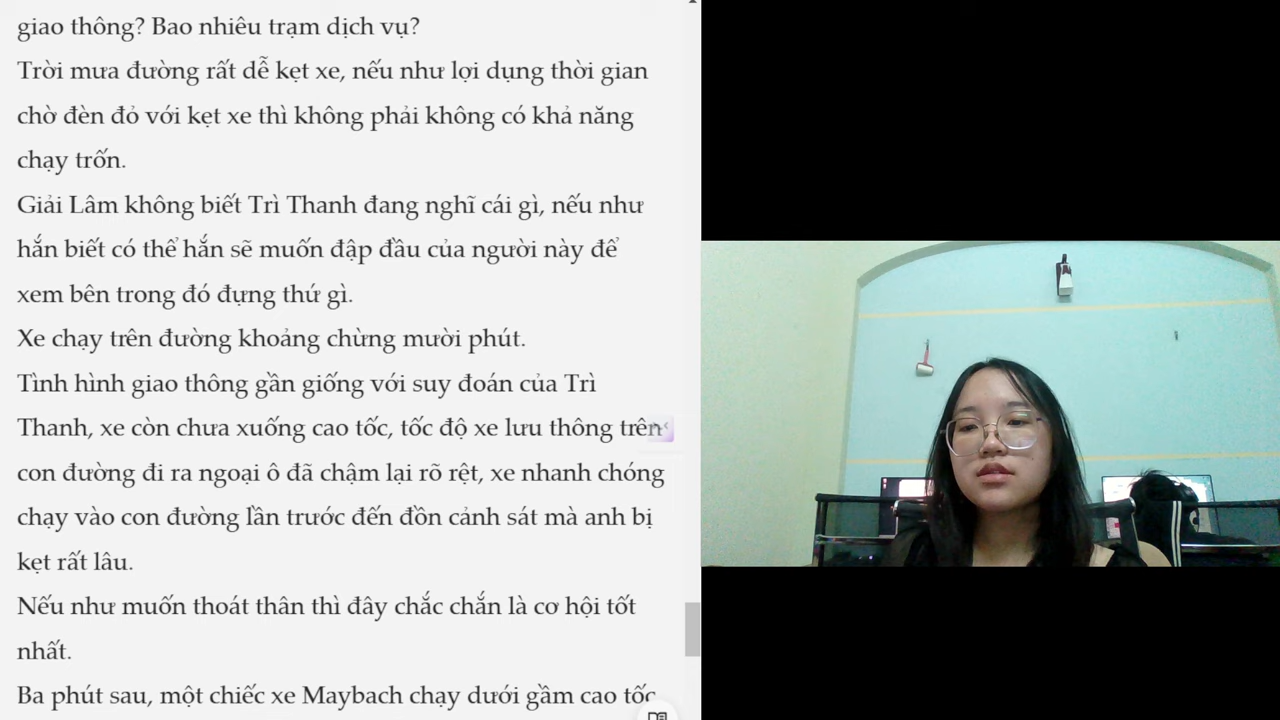 giao thông? Bao nhiêu trạm dịch vụ?
Trời mưa đường rất dễ kẹt xe, nếu như lợi dụng thời gian
chờ đèn đỏ với kẹt xe thì không phải không có khả năng
chạy trốn.
Giải Lâm không biết Trì Thanh đang nghĩ cái gì, nếu như
hắn biết có thể hắn sẽ muốn đập đầu của người này để
xem bên trong đó đựng thứ gì.
Xe chạy trên đường khoảng chừng mười phút.
Tình hình giao thông gần giống với suy đoán của Trì
Thanh, xe còn chưa xuống cao tốc, tốc độ xe lưu thông trên
con đường đi ra ngoại ô đã chậm lại rõ rệt, xe nhanh chóng
chạy vào con đường lần trước đến đồn cảnh sát mà anh bị
kẹt rất lâu.
Nếu như muốn thoát thân thì đây chắc chắn là cơ hội tốt
nhất.
Ba phút sau, một chiếc xe Maybach chạy dưới gầm cao tốc